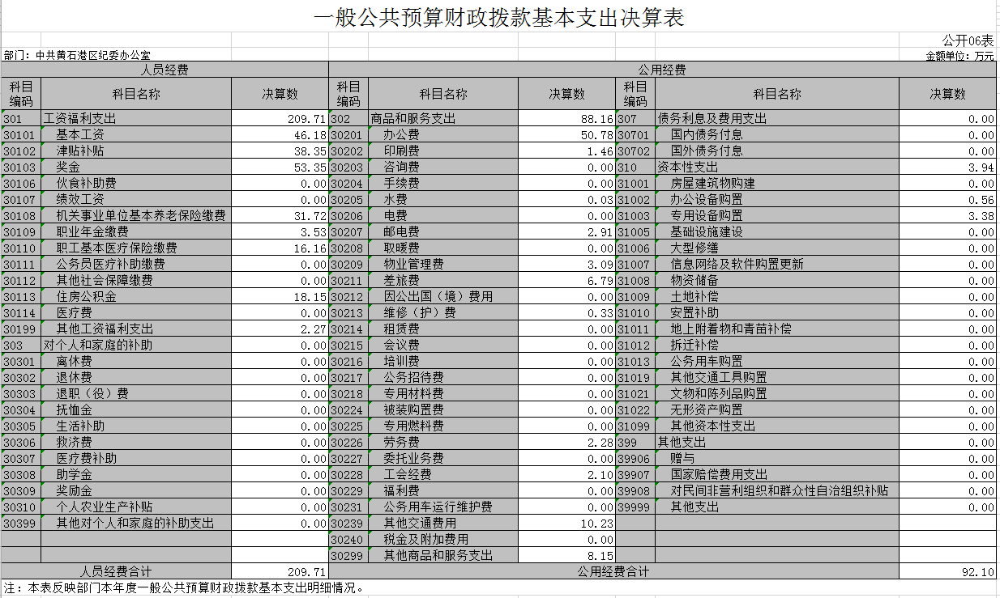 一般公共预算财政拨款基本支出决算表
公开06表
部门：中共黄石港区纪委办公室 金额单位：万元
人员经费 公用经费
科目编码 科目名称 决算数 科目编码 科目名称 决算数 科目编码 科目名称 决算数
301 工资福利支出 209.71 302 商品和服务支出 88.16 307 债务利息及费用支出 0.00
30101 基本工资 46.18 30201 办公费 50.78 30701 国内债务付息 0.00
30102 津贴补贴 38.35 30202 印刷费 1.46 30702 国外债务付息 0.00
30103 奖金 53.35 30203 咨询费 0.00 310 资本性支出 3.94
30106 伙食补助费 0.00 30204 手续费 0.00 31001 房屋建筑物购建 0.00
30107 绩效工资 0.00 30205 水费 0.03 31002 办公设备购置 0.56
30108 机关事业单位基本养老保险缴费 31.72 30206 电费 0.00 31003 专用设备购置 3.38
30109 职业年金缴费 3.53 30207 邮电费 2.91 31005 基础设施建设 0.00
30110 职工基本医疗保险缴费 16.16 30208 取暖费 0.00 31006 大型修缮 0.00
30111 公务员医疗补助缴费 0.00 30209 物业管理费 3.09 31007 信息网络及软件购置更新 0.00
30112 其他社会保障缴费 0.00 30211 差旅费 6.79 31008 物资储备 0.00
30113 住房公积金 18.15 30212 因公出国（境）费用 0.00 31009 土地补偿 0.00
30114 医疗费 0.00 30213 维修（护）费 0.33 31010 安置补助 0.00
30199 其他工资福利支出 2.27 30214 租赁费 0.00 31011 地上附着物和青苗补偿 0.00
303 对个人和家庭的补助 0.00 30215 会议费 0.00 31012 拆迁补偿 0.00
30301 离休费 0.00 30216 培训费 0.00 31013 公务用车购置 0.00
30302 退休费 0.00 30217 公务招待费 0.00 31019 其他交通工具购置 0.00
30303 退职（役）费 0.00 30218 专用材料费 0.00 31021 文物和陈列品购置 0.00
30304 抚恤金 0.00 30224 被装购置费 0.00 31022 无形资产购置 0.00
30305 生活补助 0.00 30225 专用燃料费 0.00 31099 其他资本性支出 0.00
30306 救济费 0.00 30226 劳务费 2.28 399 其他支出 0.00
30307 医疗费补助 0.00 30227 委托业务费 0.00 39906 赠与 0.00
30308 助学金 0.00 30228 工会经费 2.10 39907 国家赔偿费用支出 0.00
30309 奖励金 0.00 30229 福利费 0.00 39908 对民间非营利组织和群众性自治组织补贴 0.00
30310 个人农业生产补贴 0.00 30231 公务用车运行维护费 0.00 39999 其他支出 0.00
30399 其他对个人和家庭的补助支出 0.00 30239 其他交通费用 10.23
30240 税金及附加费用 0.00
30299 其他商品和服务支出 8.15
人员经费合计 209.71 公用经费合计 92.10
注：本表反映部门本年度一般公共预算财政拨款基本支出明细情况。